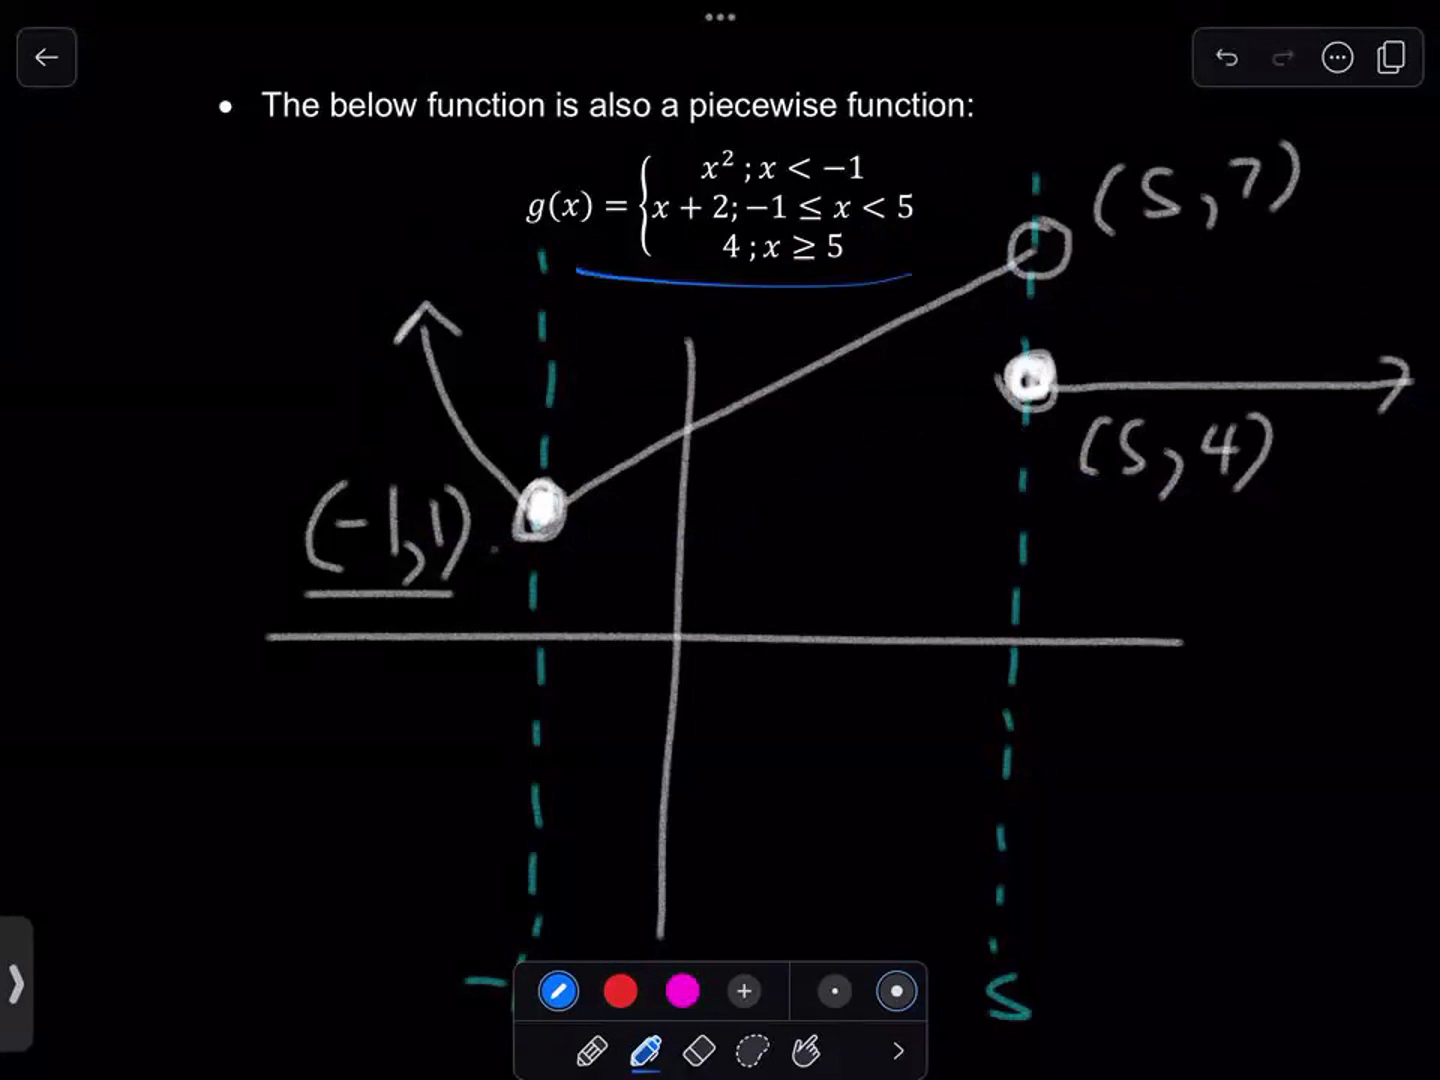 • The below function is also a piecewise function:
x² ; x < −1
g(x) = { x + 2; −1 ≤ x < 5
4 ; x ≥ 5
(5,7)
(5,4)
(-1,1)
5